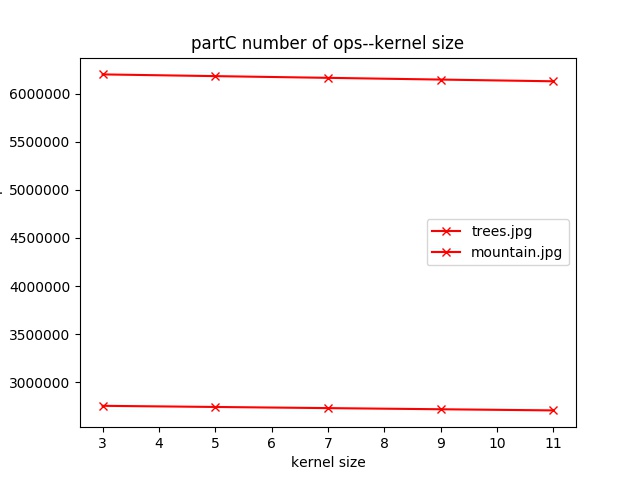 partC number of ops--kernel size
6000000
5500000
5000000
4500000
4000000
3500000
3000000
trees.jpg
mountain.jpg
3 4 5 6 7 8 9 10 11
kernel size